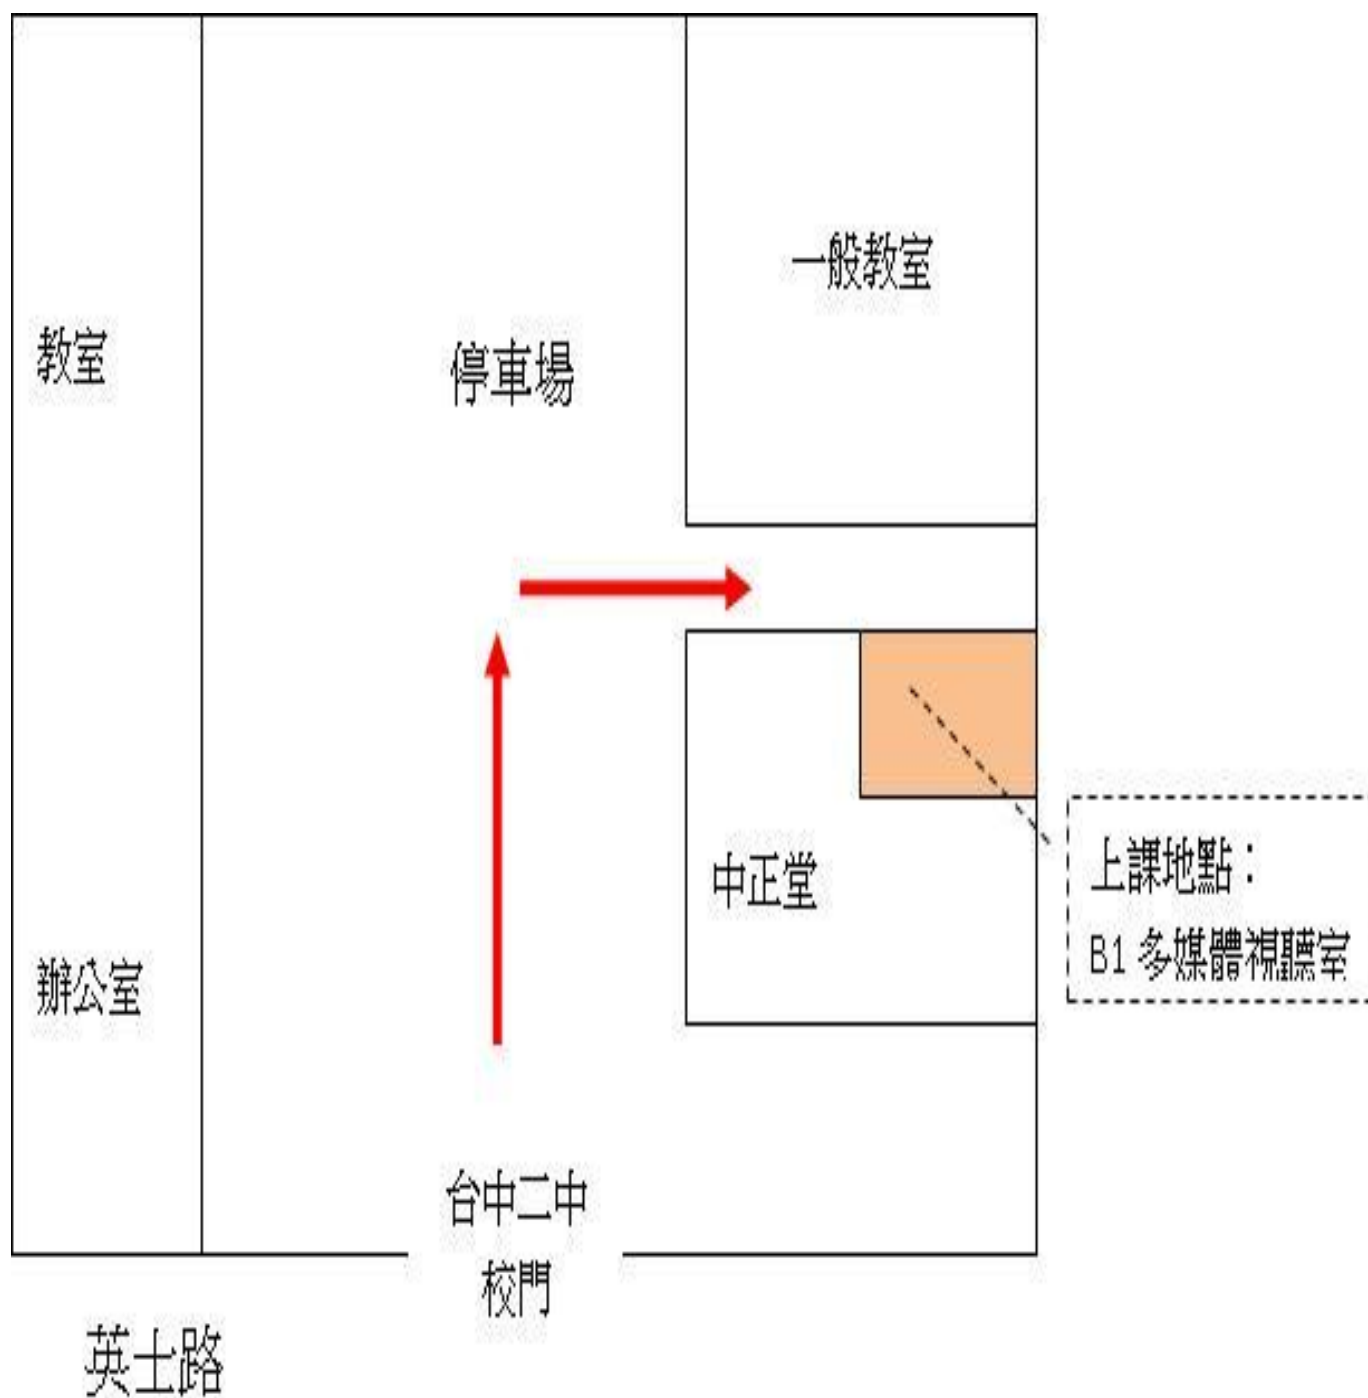 一般教室
教室
停車場
中正堂
上課地點：
B1 多媒體視聽室
辦公室
台中二中
校門
英士路